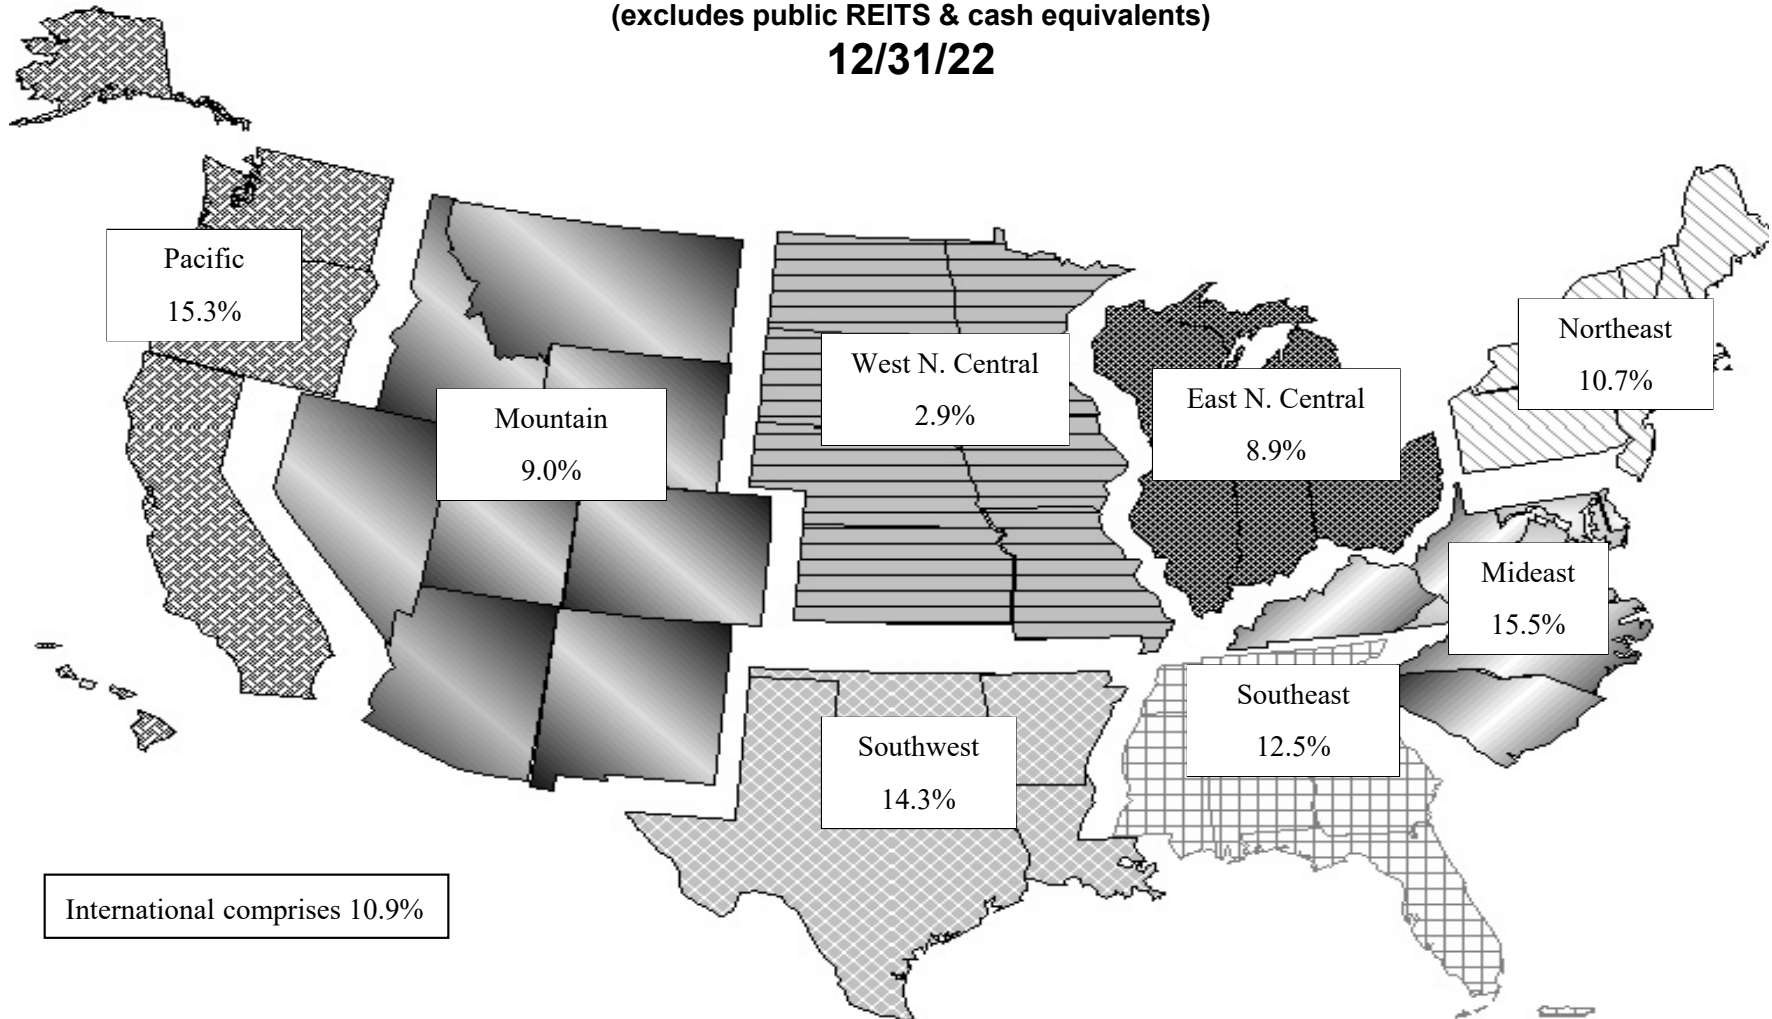 (excludes public REITS & cash equivalents)
12/31/22
Pacific
15.3%
Mountain
9.0%
West N. Central
2.9%
East N. Central
8.9%
Northeast
10.7%
Mideast
15.5%
Southeast
12.5%
Southwest
14.3%
International comprises 10.9%